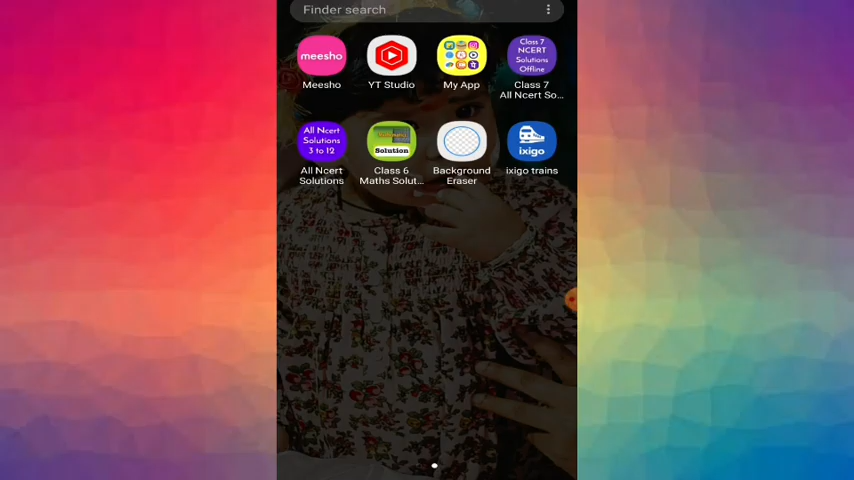 Finder search
meesho
Class 7
NCERT
Solutions
Offline
Meesho
YT Studio
My App
Class 7
All Ncert So...
All Ncert
Solutions
3 to 12
Solution
ixigo
All Ncert
Solutions
Class 6
Maths Solut...
Background
Eraser
ixigo trains